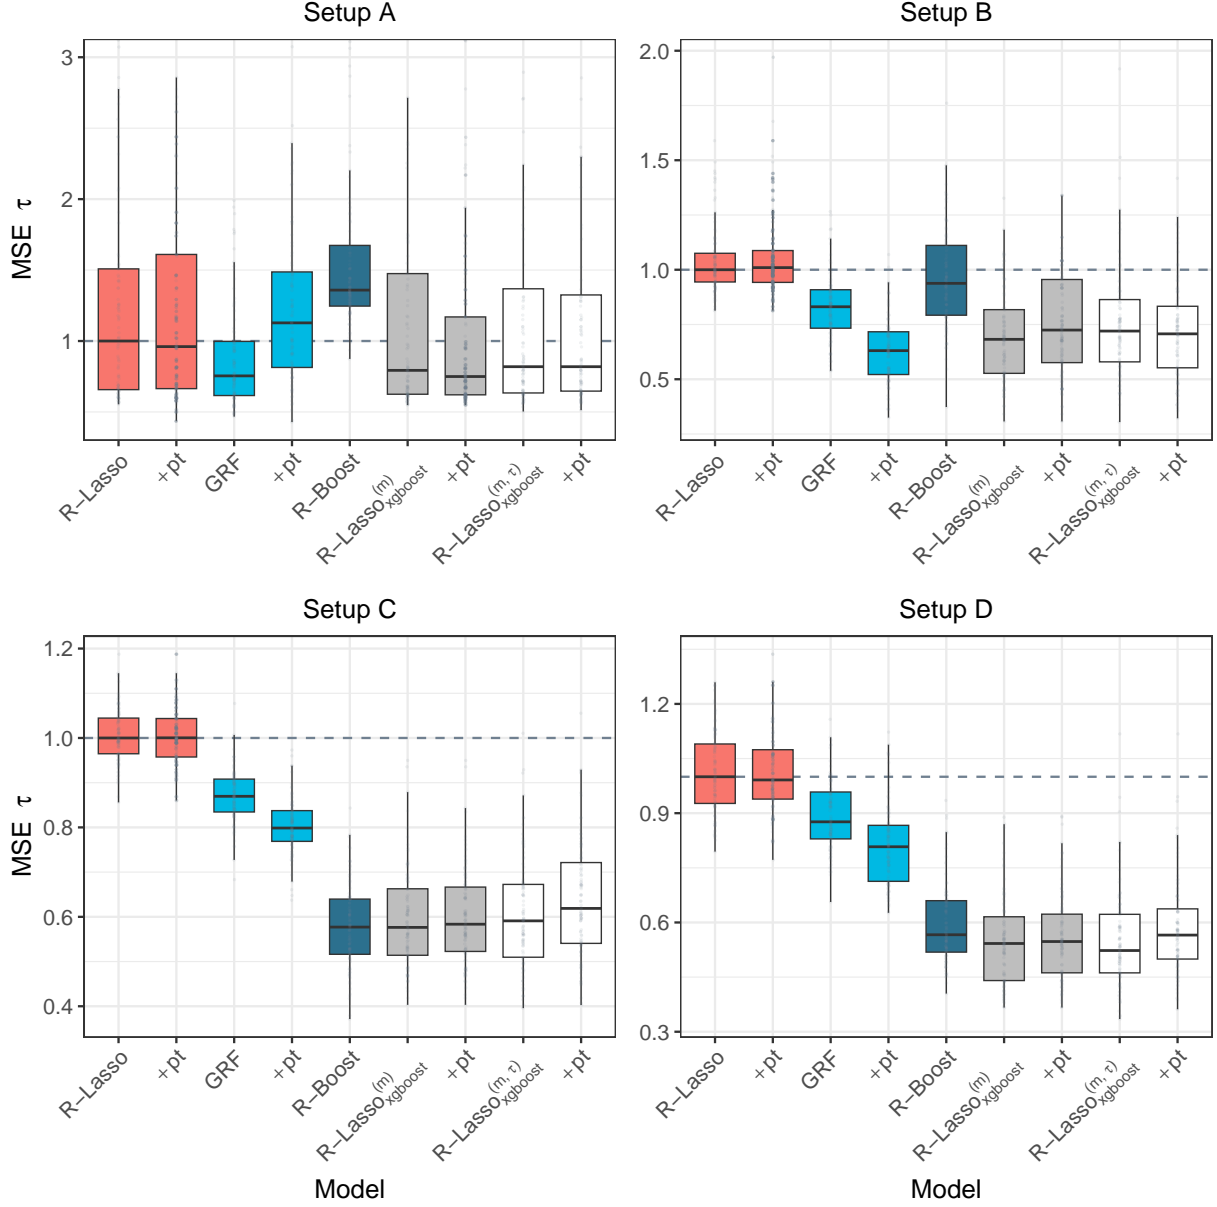 Setup A
Setup B
MSE τ
3
2
1
2.0
1.5
1.0
0.5
R−Lasso
+pt
GRF
+pt
R−Boost
R−Lasso(m)xgboost
+pt
R−Lasso(m, τ)xgboost
+pt
R−Lasso
+pt
GRF
+pt
R−Boost
R−Lasso(m)xgboost
+pt
R−Lasso(m, τ)xgboost
+pt
Setup C
Setup D
MSE τ
1.2
1.0
0.8
0.6
0.4
1.2
0.9
0.6
0.3
R−Lasso
+pt
GRF
+pt
R−Boost
R−Lasso(m)xgboost
+pt
R−Lasso(m, τ)xgboost
+pt
R−Lasso
+pt
GRF
+pt
R−Boost
R−Lasso(m)xgboost
+pt
R−Lasso(m, τ)xgboost
+pt
Model
Model